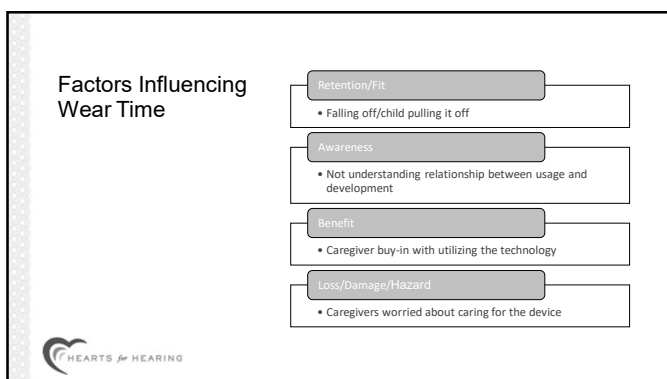 Factors Influencing
Wear Time
Retention/Fit
• Falling off/child pulling it off
Awareness
• Not understanding relationship between usage and
development
Benefit
• Caregiver buy-in with utilizing the technology
Loss/Damage/Hazard
• Caregivers worried about caring for the device
HEARTS for HEARING